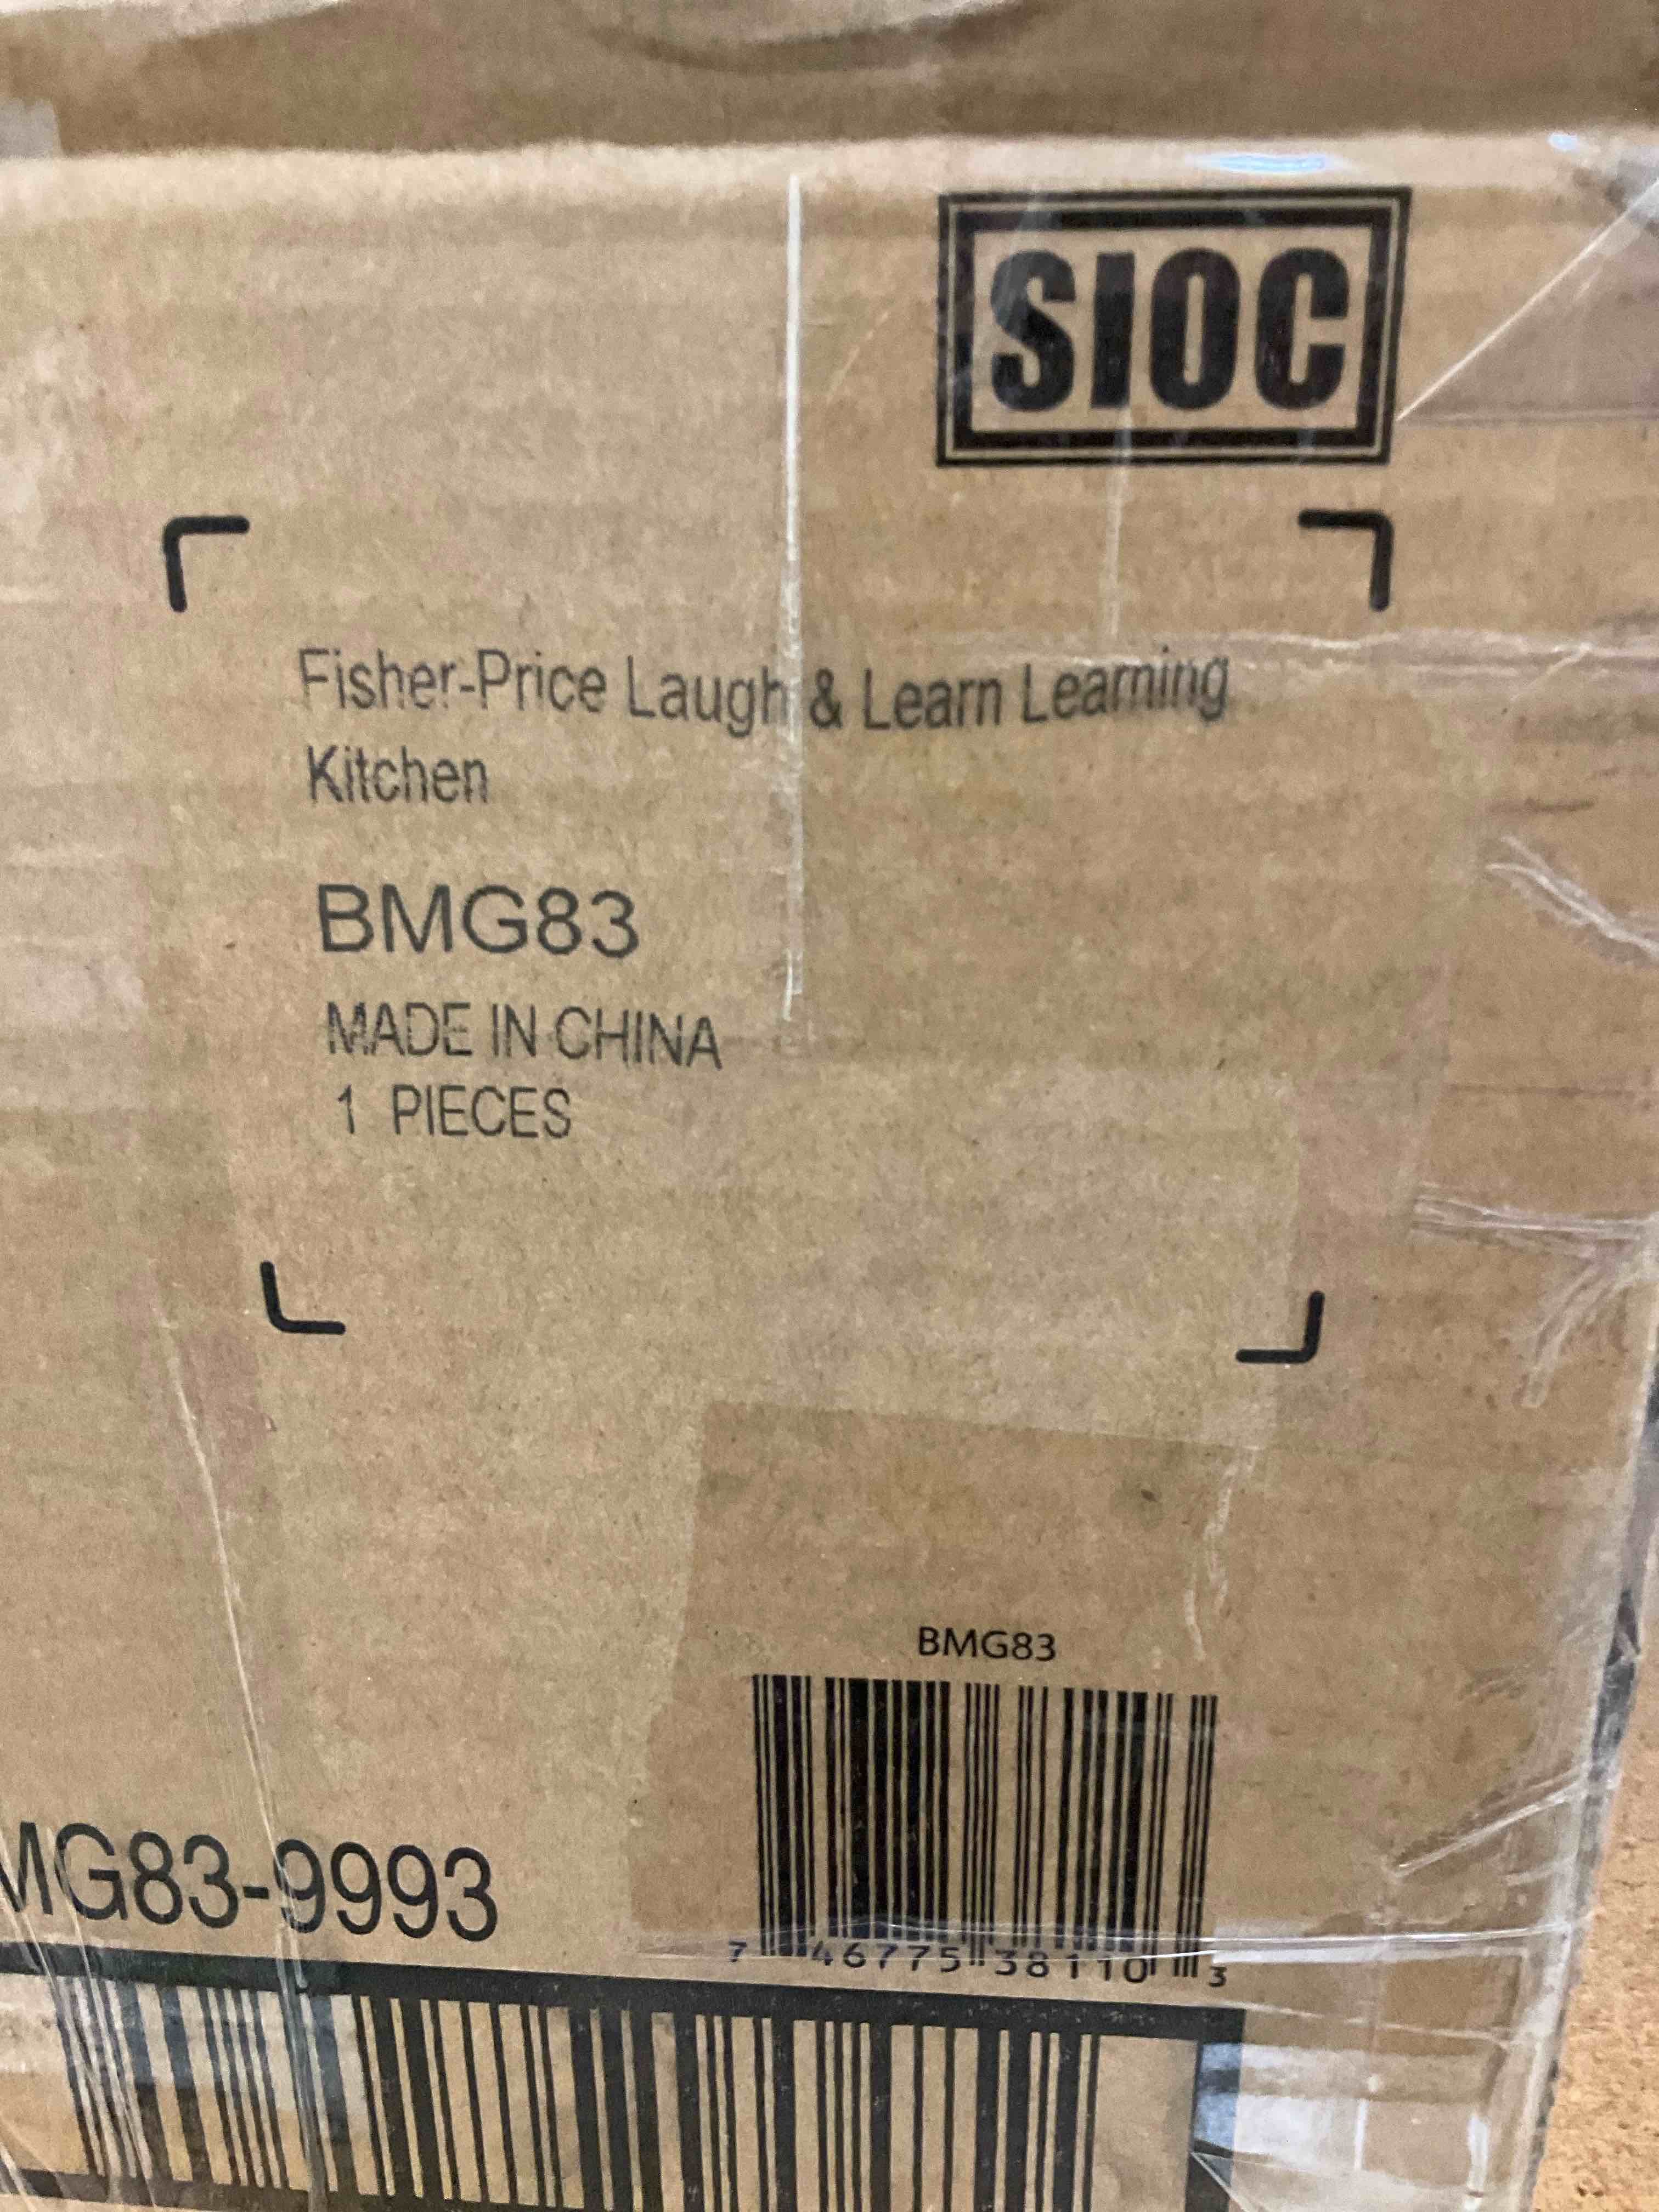 SIOC
Fisher-Price Laugh & Learn Learning
Kitchen
BMG83
MADE IN CHINA
1 PIECES
BMG83
7 46775 38110 3
MG83-9993